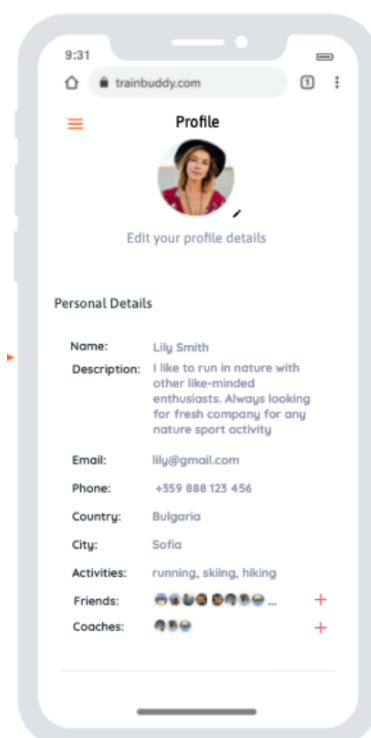 9:31
trainbuddy.com
1
Profile
Edit your profile details
Personal Details
Name: Lily Smith
Description: I like to run in nature with
other like-minded
enthusiasts. Always looking
for fresh company for any
nature sport activity
Email: lily@gmail.com
Phone: +359 888 123 456
Country: Bulgaria
City: Sofia
Activities: running, skiing, hiking
Friends: ...
Coaches: